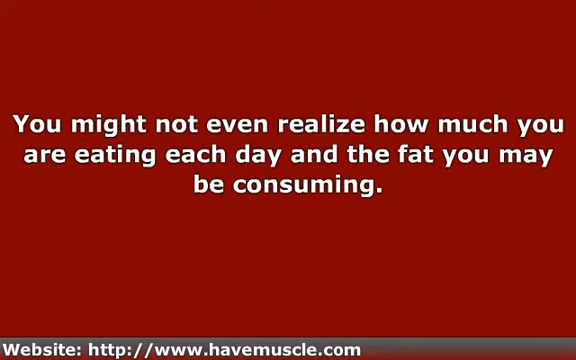 You might not even realize how much you
are eating each day and the fat you may
be consuming.
Website: http://www.havemuscle.com